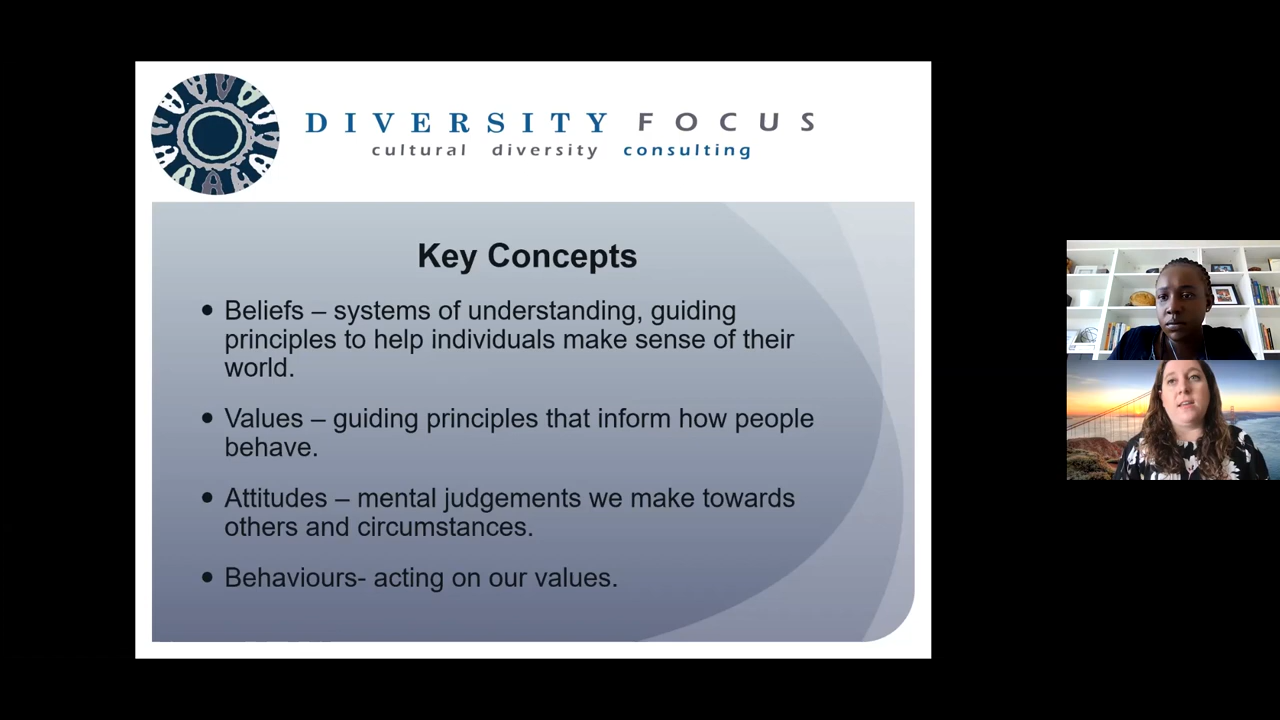 DIVERSITY FOCUS
cultural diversity consulting
Key Concepts
• Beliefs – systems of understanding, guiding
principles to help individuals make sense of their
world.
• Values – guiding principles that inform how people
behave.
• Attitudes – mental judgements we make towards
others and circumstances.
• Behaviours- acting on our values.